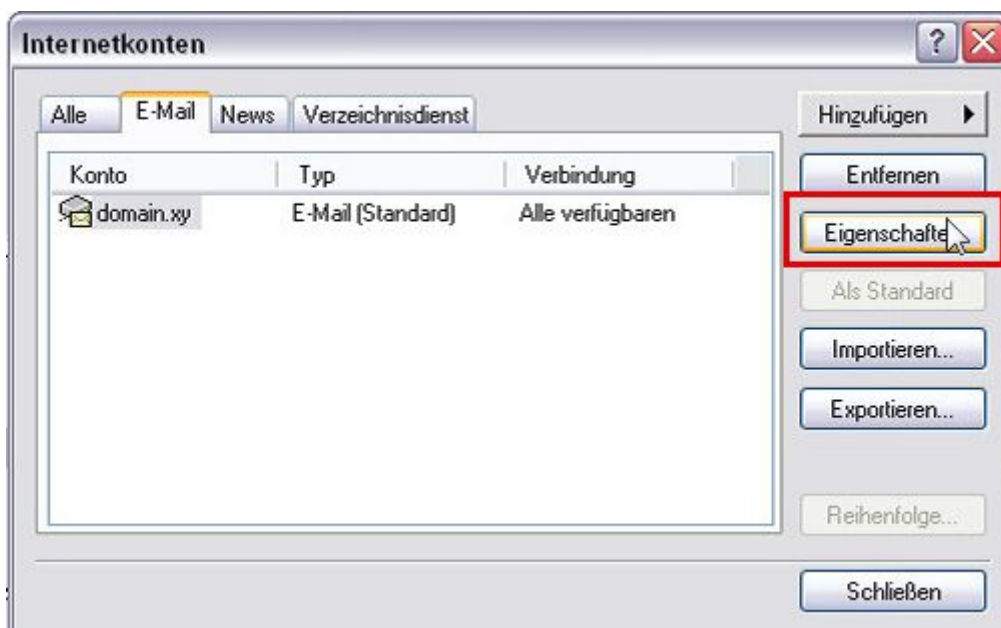 Internetkonten
Alle E-Mail News Verzeichnisdienst
Konto Typ Verbindung
domain.xy E-Mail (Standard) Alle verfügbaren
Hinzufügen
Entfernen
Eigenschafte
Als Standard
Importieren...
Exportieren...
Reihenfolge...
Schließen